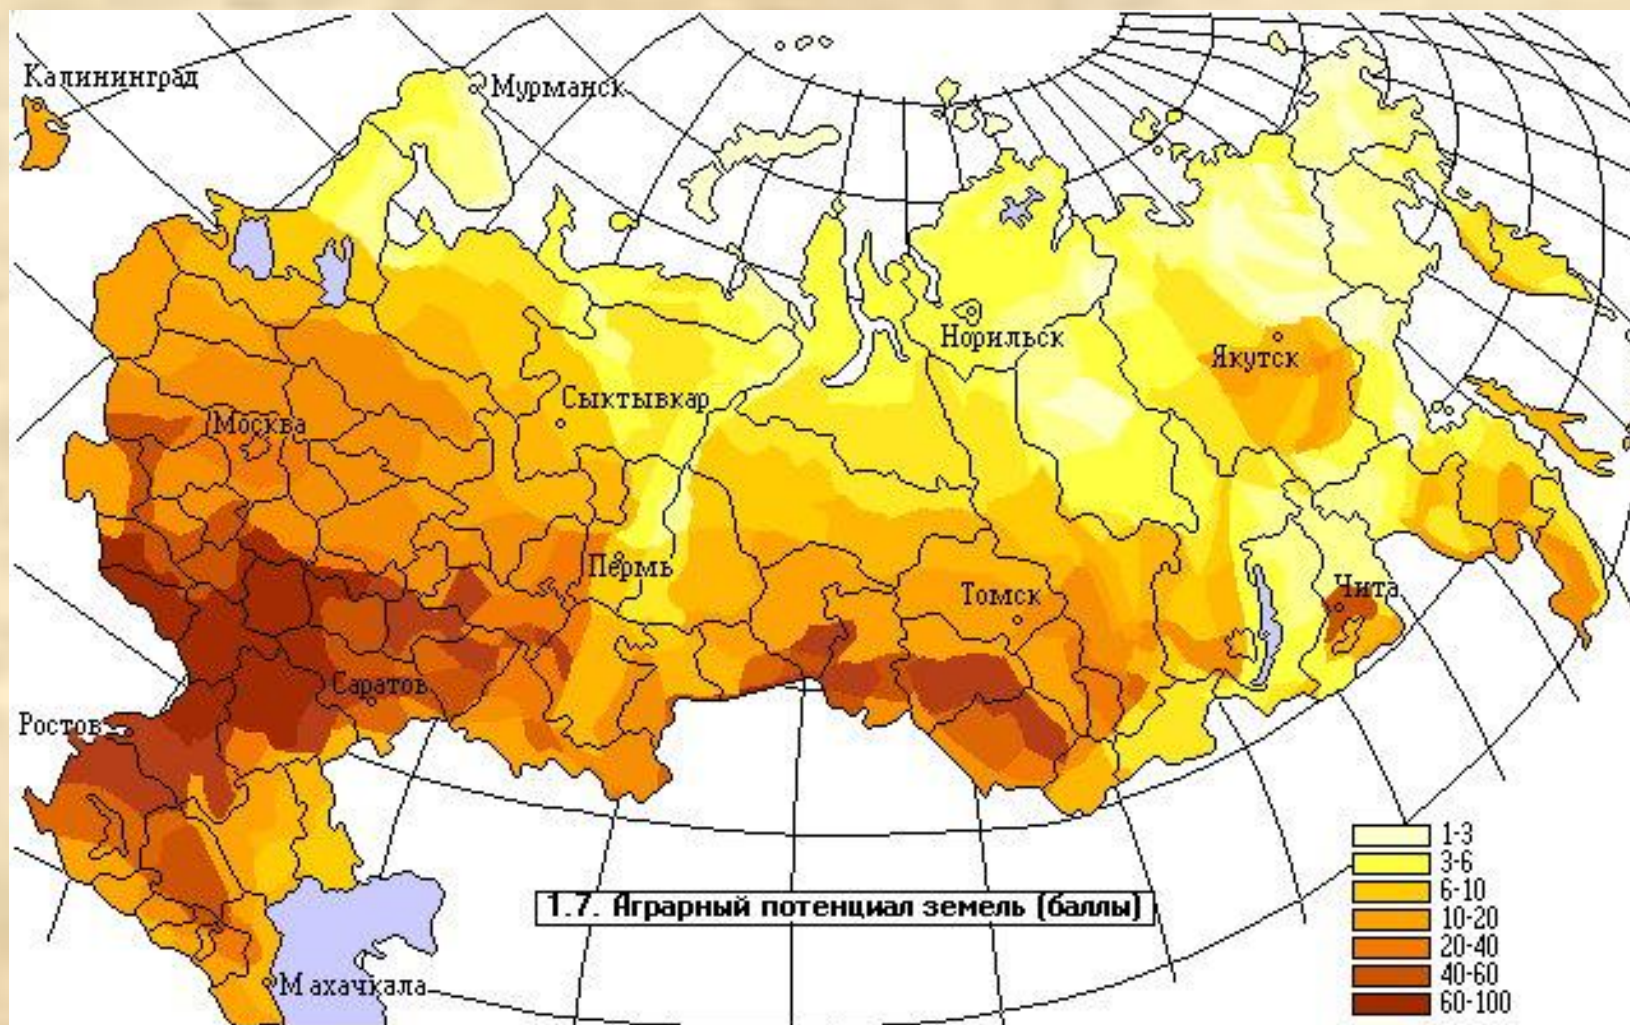 Калининград
Мурманск
Норильск
Якутск
Сыктывкар
Москва
Пермь
Томск
Чита
Саратов
Ростов
1-3
3-6
6-10
10-20
20-40
40-60
60-100
1.7. Аграрный потенциал земель (баллы)
Махачкала